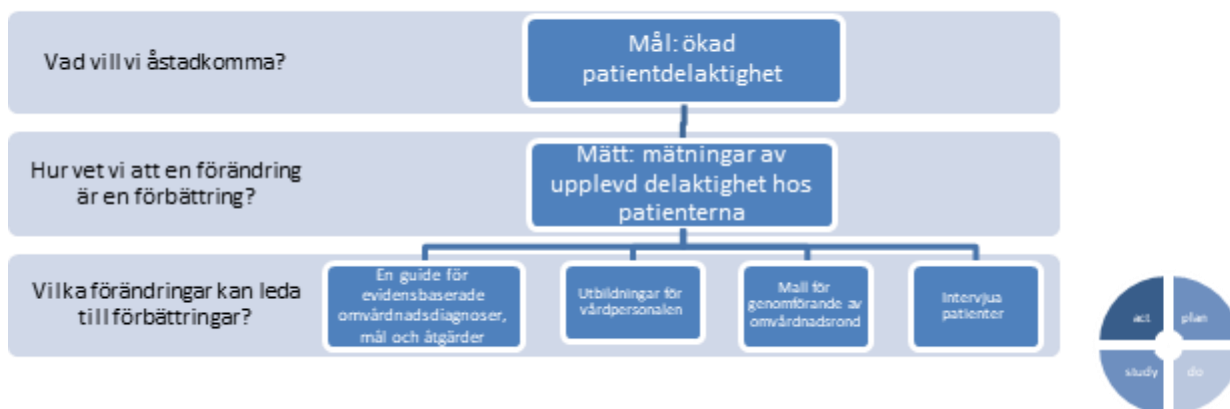 Vad vill vi åstadkomma?
Mål: ökad
patientdelaktighet
Hur vet vi att en förändring
är en förbättring?
Mätt: mätningar av
upplevd delaktighet hos
patienterna
Vilka förändringar kan leda
till förbättringar?
En guide för
evidensbaserade
omvårdnadsdiagnoser,
mål och åtgärder
Utbildningar för
vårdpersonalen
Mall för
genomförande av
omvårdnadsrond
Intervjua
patienter
act
plan
study
do